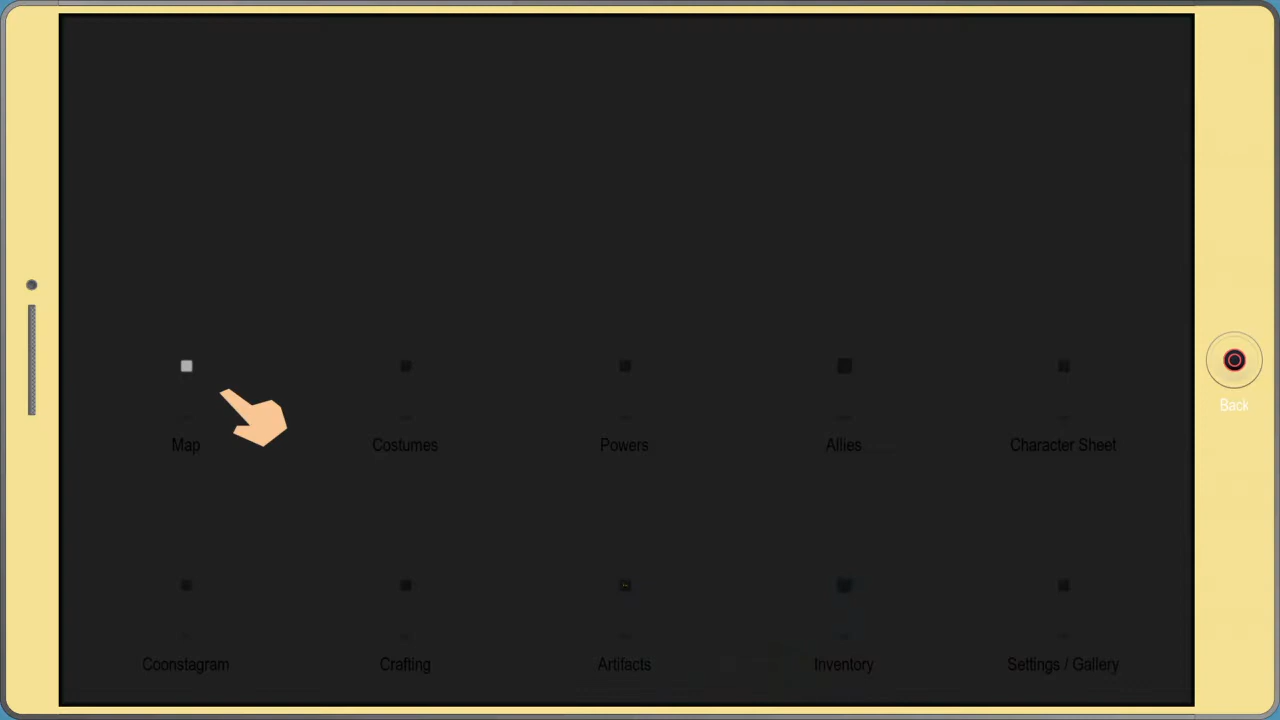 Back
Map Costumes Powers Allies Character Sheet
Coonstagram Crafting Artifacts Inventory Settings / Gallery